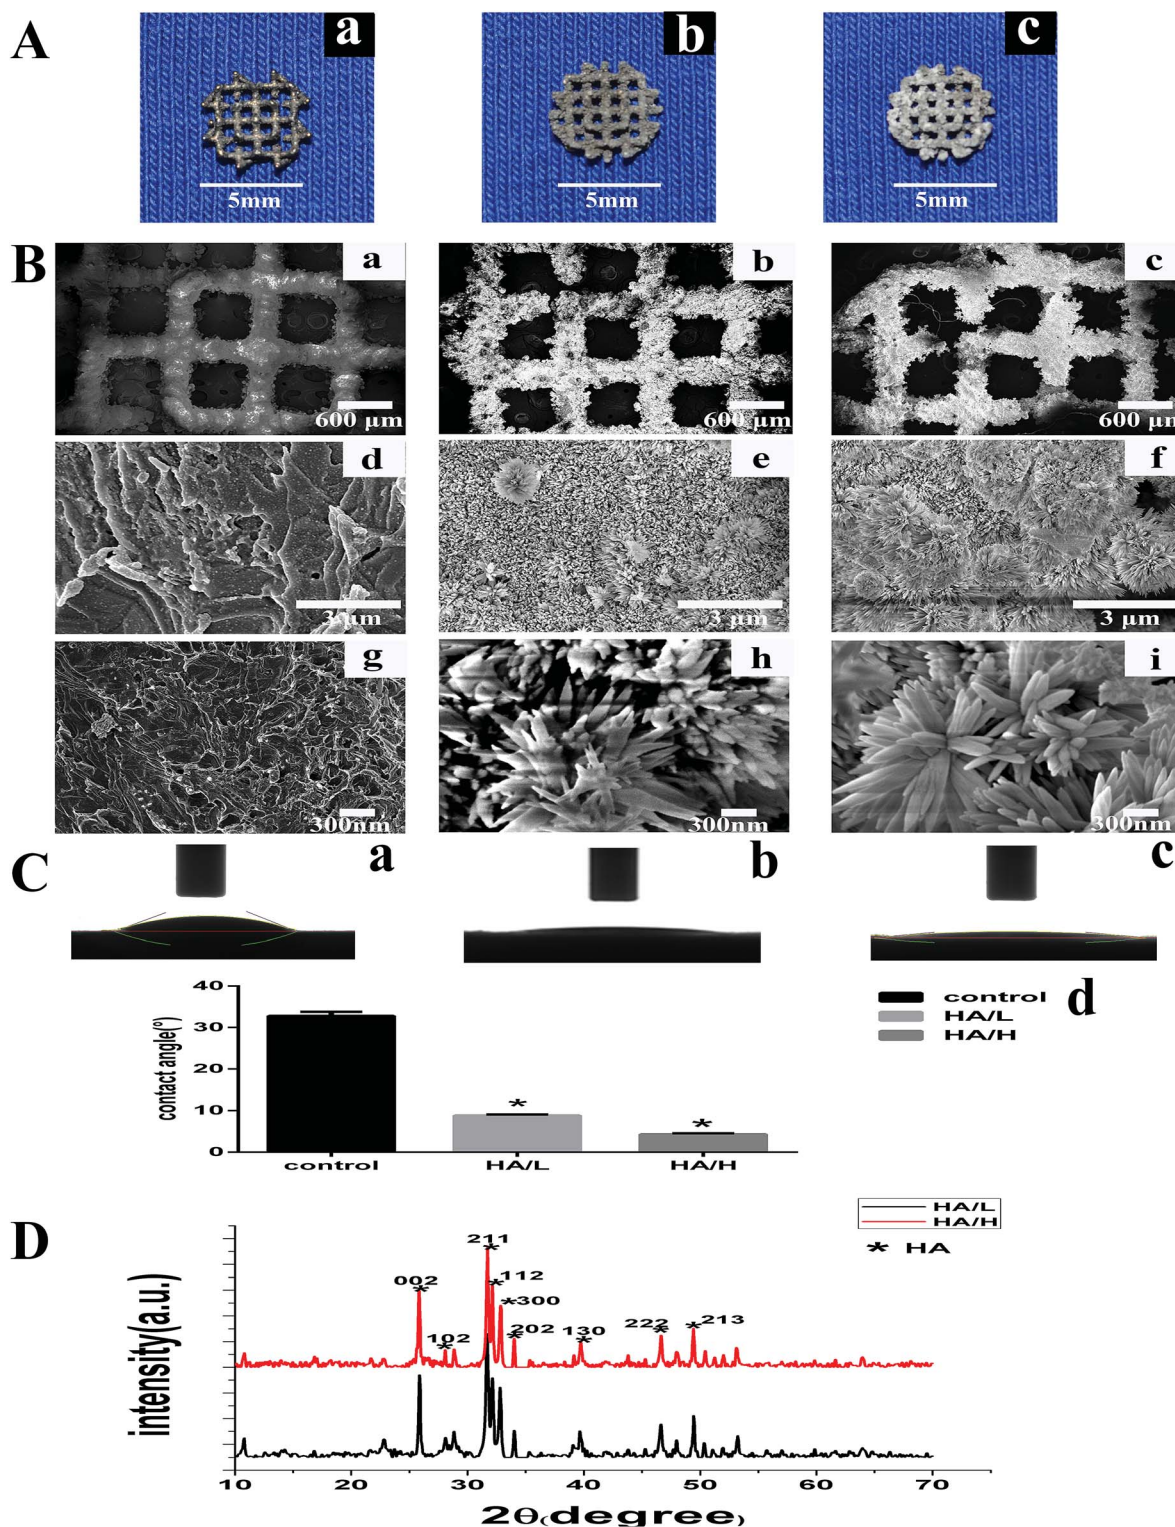 A
a
b
c
5mm
5mm
5mm
B
a
b
c
600 µm
600 µm
600 µm
d
e
f
3 µm
3 µm
3 µm
g
h
i
300nm
300nm
300nm
C
a
b
c
d
contact angle(º)
40
30
20
10
0
*
*
control
HA/L
HA/H
control
HA/L
HA/H
D
HA/L
HA/H
* HA
intensity(a.u.)
002
*
102
*
211
*
*112
*300
202
*
130
*
222
*
*213
10
20
30
40
50
60
70
2θ(degree)